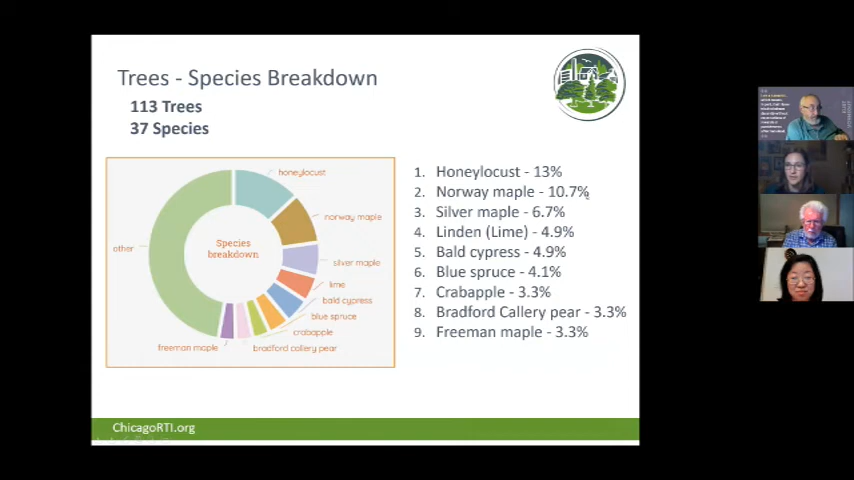 Trees - Species Breakdown
113 Trees
37 Species
honeylocust
norway maple
silver maple
lime
bald cypress
blue spruce
crabapple
bradford callery pear
freeman maple
other
Species
breakdown
1. Honeylocust - 13%
2. Norway maple - 10.7%
3. Silver maple - 6.7%
4. Linden (Lime) - 4.9%
5. Bald cypress - 4.9%
6. Blue spruce - 4.1%
7. Crabapple - 3.3%
8. Bradford Callery pear - 3.3%
9. Freeman maple - 3.3%
ChicagoRTI.org